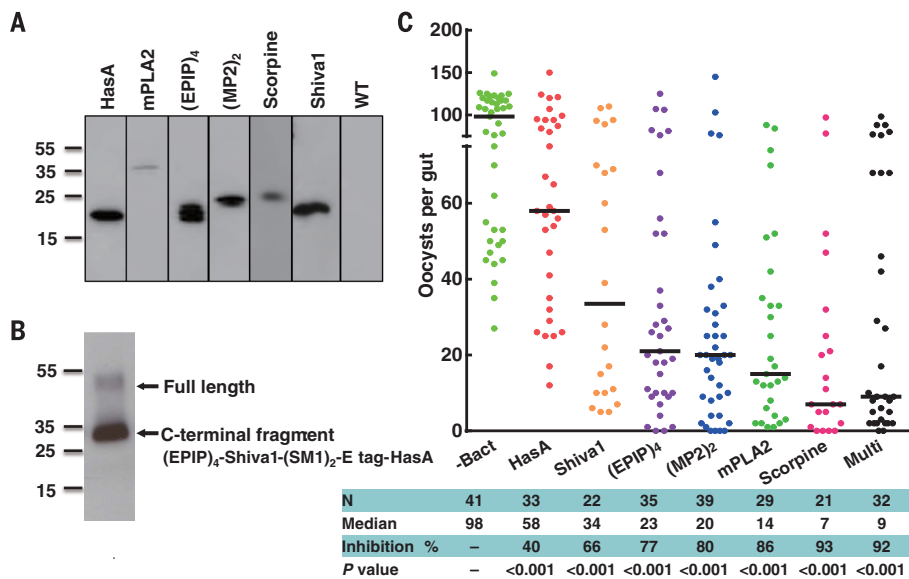 A
HasA
mPLA2
(EPIP)4
(MP2)2
Scorpine
Shiva1
WT
55
35
25
15
B
55
35
25
15
Full length
C-terminal fragment
(EPIP)4-Shiva1-(SM1)2-E tag-HasA
C
Oocysts per gut
150
100
60
40
20
0
-Bact HasA Shiva1 (EPIP)4 (MP2)2 mPLA2 Scorpine Multi
N 41 33 22 35 39 29 21 32
Median 98 58 34 23 20 14 7 9
Inhibition % – 40 66 77 80 86 93 92
P value – <0.001 <0.001 <0.001 <0.001 <0.001 <0.001 <0.001